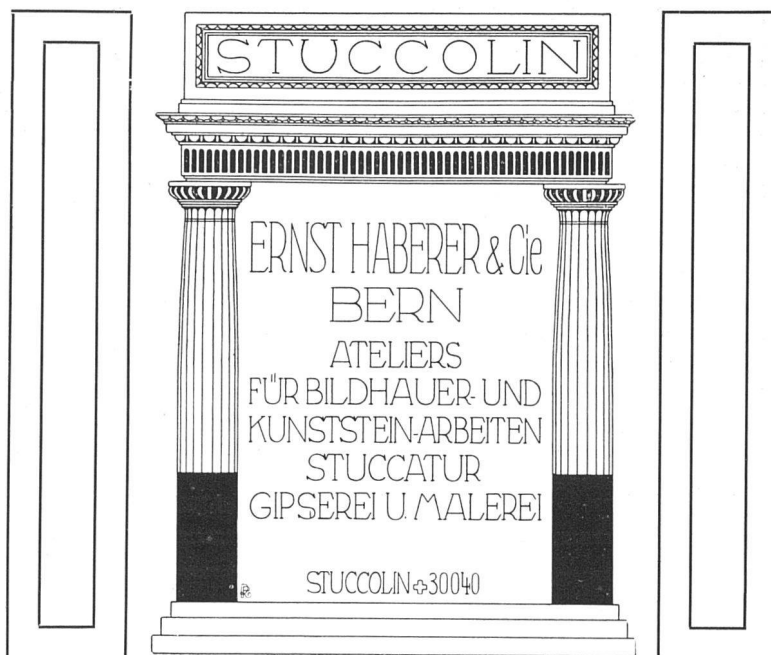 STUCCOLIN
ERNST HABERER & Cie
BERN
ATELIERS
FÜR BILDHAUER- UND
KUNSTSTEIN-ARBEITEN
STUCCATUR
GIPSEREI U. MALEREI
STUCCOLIN ✚ 30040